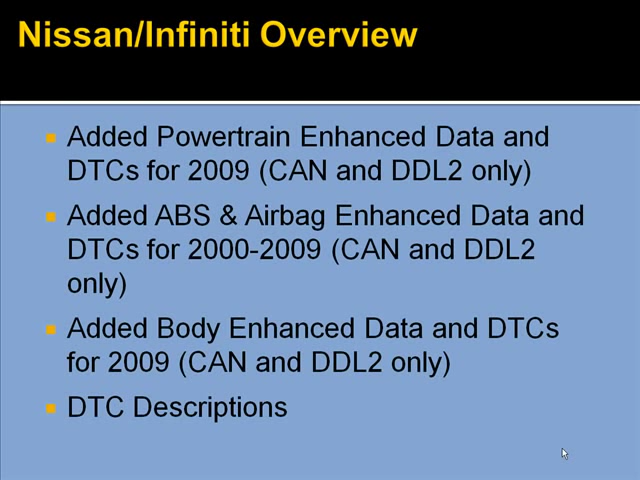 Nissan/Infiniti Overview
Added Powertrain Enhanced Data and
DTCs for 2009 (CAN and DDL2 only)
Added ABS & Airbag Enhanced Data and
DTCs for 2000-2009 (CAN and DDL2
only)
Added Body Enhanced Data and DTCs
for 2009 (CAN and DDL2 only)
DTC Descriptions